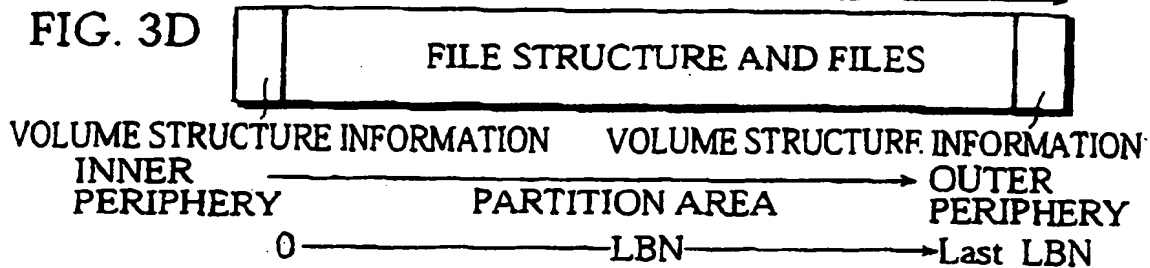 FIG. 3D
FILE STRUCTURE AND FILES
VOLUME STRUCTURE INFORMATION
VOLUME STRUCTURE INFORMATION
INNER
PERIPHERY
PARTITION AREA
OUTER
PERIPHERY
0 LBN Last LBN